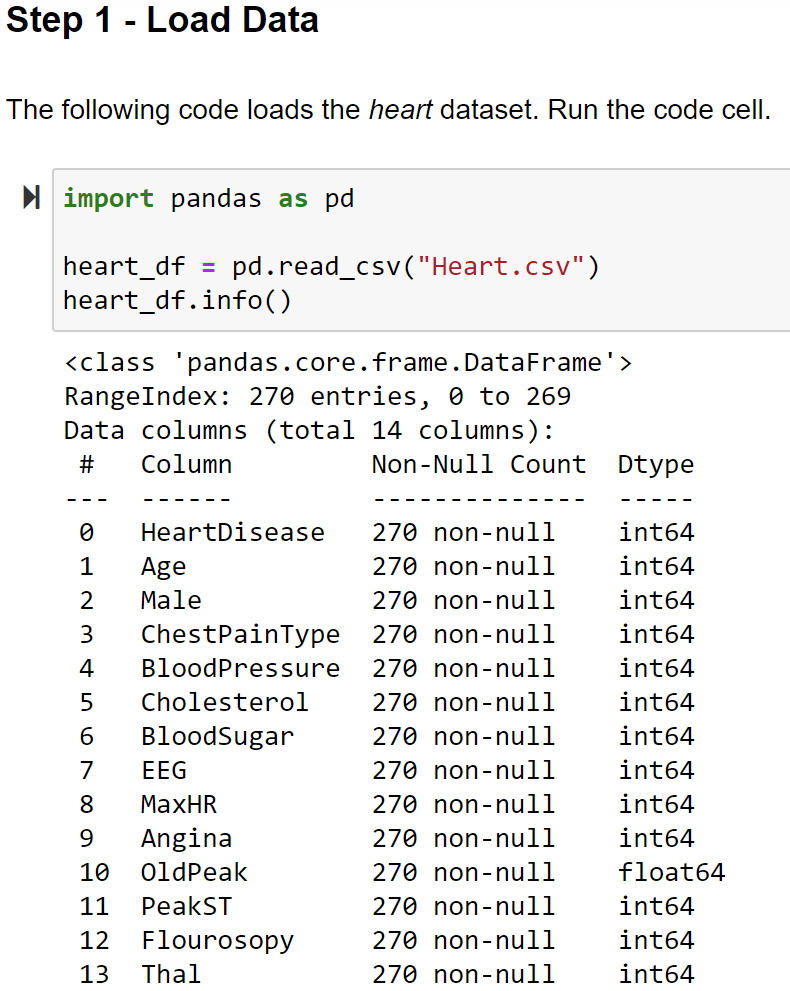 Step 1 - Load Data
The following code loads the heart dataset. Run the code cell.
import pandas as pd
heart_df = pd.read_csv("Heart.csv")
heart_df.info()
<class 'pandas.core.frame.DataFrame'>
RangeIndex: 270 entries, 0 to 269
Data columns (total 14 columns):
 #   Column         Non-Null Count  Dtype
---  ------         --------------  -----
 0   HeartDisease   270 non-null    int64
 1   Age            270 non-null    int64
 2   Male           270 non-null    int64
 3   ChestPainType  270 non-null    int64
 4   BloodPressure  270 non-null    int64
 5   Cholesterol    270 non-null    int64
 6   BloodSugar     270 non-null    int64
 7   EEG            270 non-null    int64
 8   MaxHR          270 non-null    int64
 9   Angina         270 non-null    int64
 10  OldPeak        270 non-null    float64
 11  PeakST         270 non-null    int64
 12  Flourosopy     270 non-null    int64
 13  Thal           270 non-null    int64